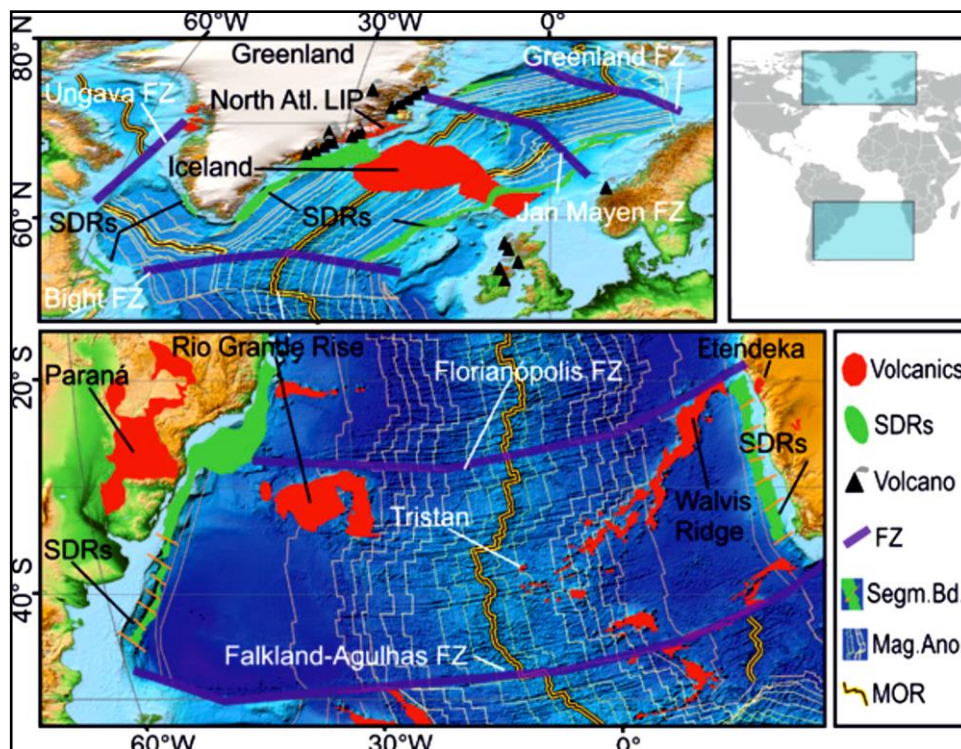 60°W
30°W
0°
80°N
60°N
Greenland
Greenland FZ
Ungava FZ
North Atl. LIP
Iceland
SDRs
SDRs
Jan Mayen FZ
Bight FZ
20°S
40°S
Rio Grande Rise
Etendeka
Paraná
Florianópolis FZ
SDRs
Walvis
Ridge
Tristan
SDRs
Falkland-Agulhas FZ
60°W
30°W
0°
Volcanics
SDRs
Volcano
FZ
Segm.Bd.
Mag.Ano
MOR